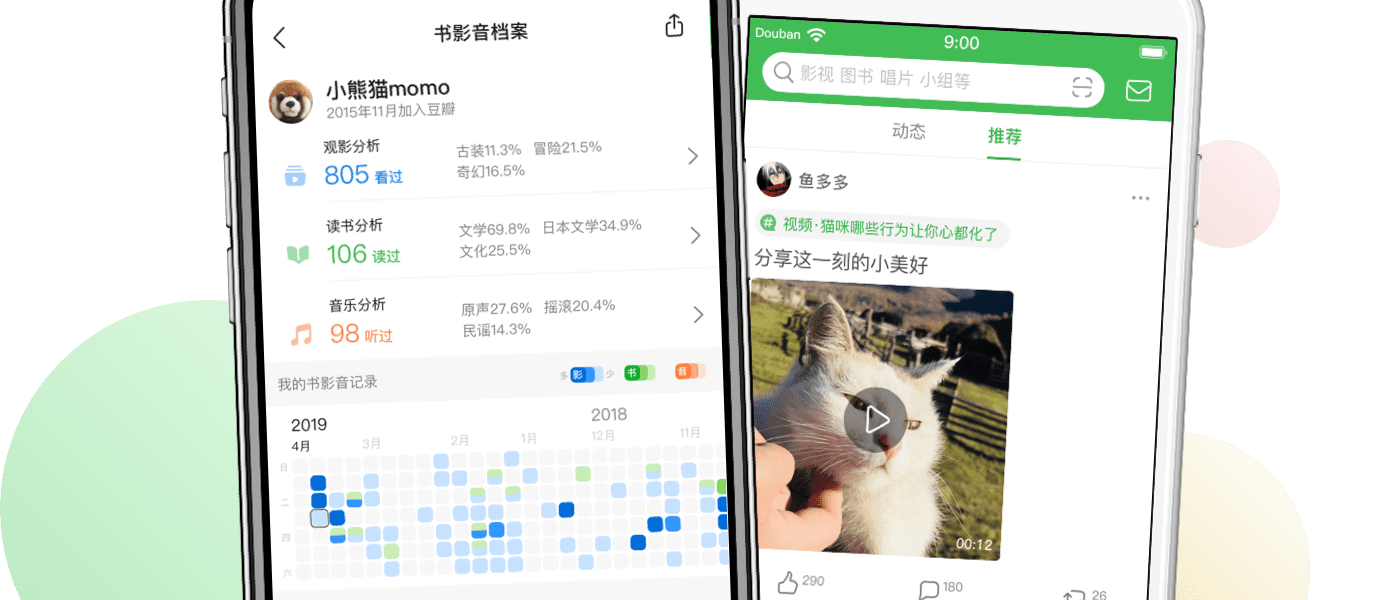 书影音档案
小熊猫momo
2015年11月加入豆瓣
观影分析
805 看过
古装11.3% 冒险21.5%
奇幻16.5%
读书分析
106 读过
文学69.8% 日本文学34.9%
文化25.5%
音乐分析
98 听过
原声27.6% 摇滚20.4%
民谣14.3%
我的书影音记录
多 影 少 书 音
2019 2018
4月 3月 2月 1月 12月 11月
日
二
四
六
Douban 9:00
影视 图书 唱片 小组等
动态 推荐
鱼多多
# 视频·猫咪哪些行为让你心都化了
分享这一刻的小美好
00:12
290 180 26